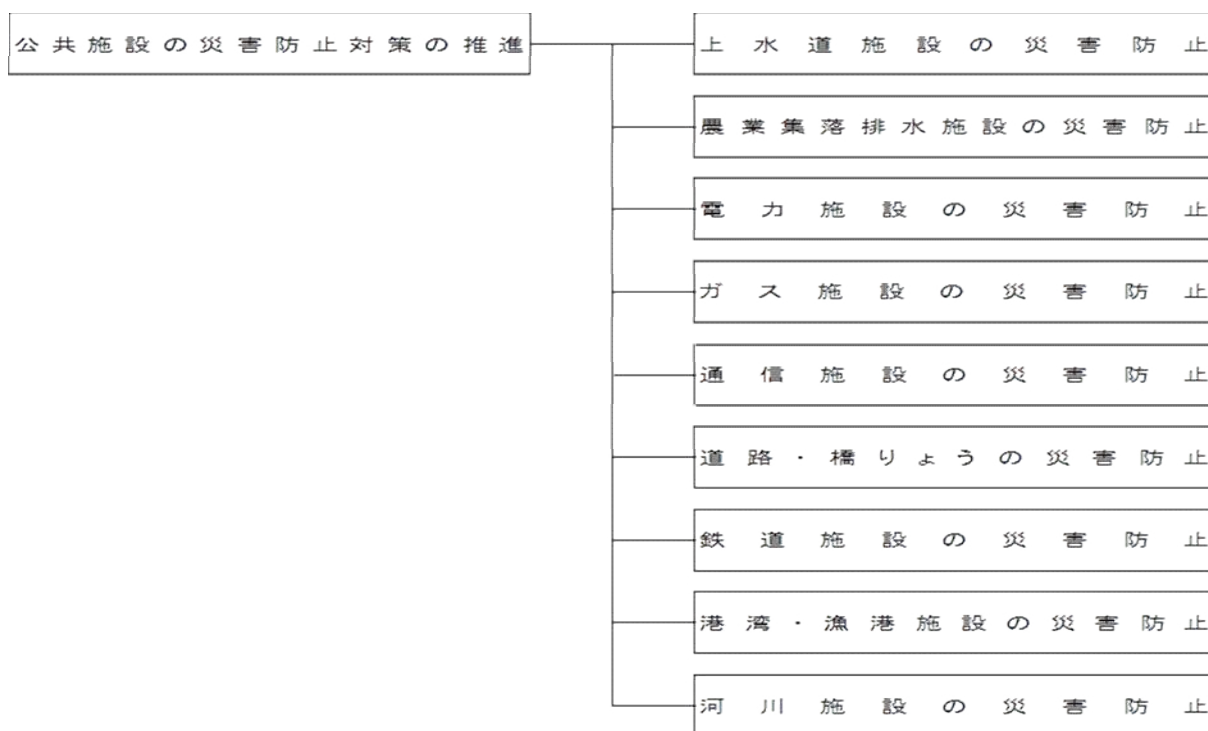 公共施設の災害防止対策の推進
上水道施設の災害防止
農業集落排水施設の災害防止
電力施設の災害防止
ガス施設の災害防止
通信施設の災害防止
道路・橋りょうの災害防止
鉄道施設の災害防止
港湾・漁港施設の災害防止
河川施設の災害防止